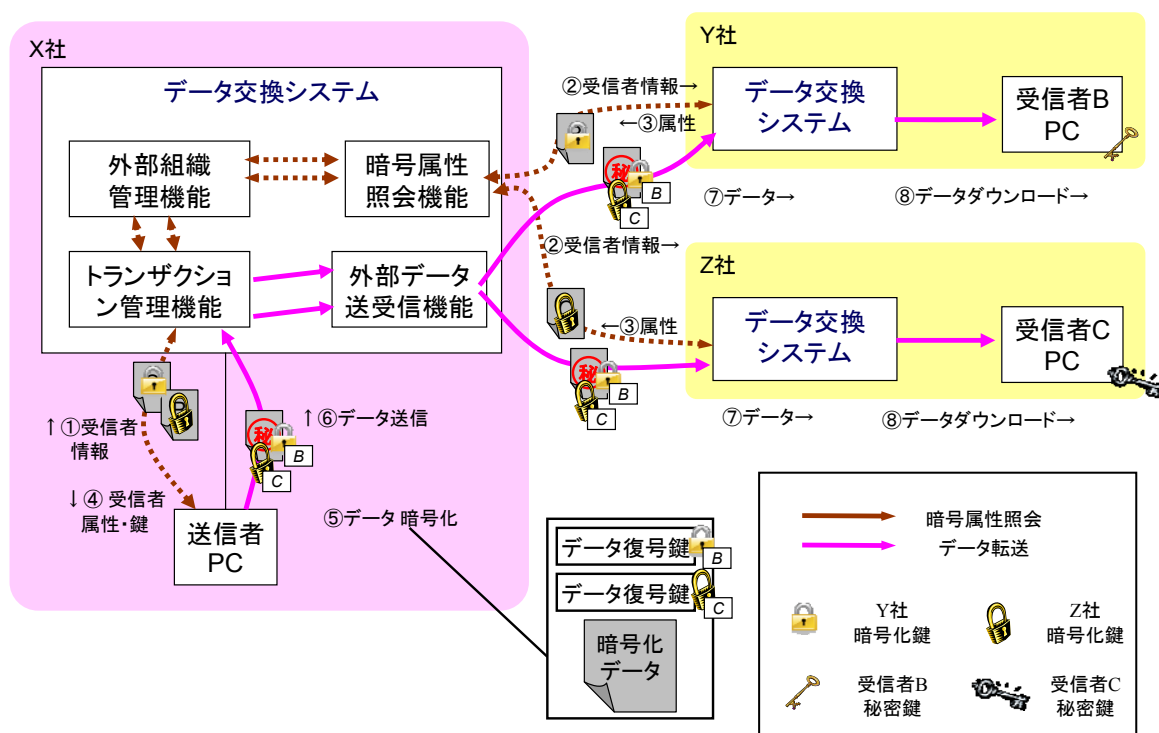 X社
データ交換システム
外部組織
管理機能
暗号属性
照会機能
トランザクショ
ン管理機能
外部データ
送受信機能
↑①受信者
情報
↓④ 受信者
属性・鍵
秘
B
C
↑⑥データ送信
送信者
PC
⑤データ 暗号化
データ復号鍵
B
データ復号鍵
C
暗号化
データ
②受信者情報→
←③属性
秘
B
C
②受信者情報→
←③属性
秘
B
C
Y社
データ交換
システム
受信者B
PC
⑦データ→
⑧データダウンロード→
Z社
データ交換
システム
受信者C
PC
⑦データ→
⑧データダウンロード→
暗号属性照会
データ転送
Y社
暗号化鍵
Z社
暗号化鍵
受信者B
秘密鍵
受信者C
秘密鍵